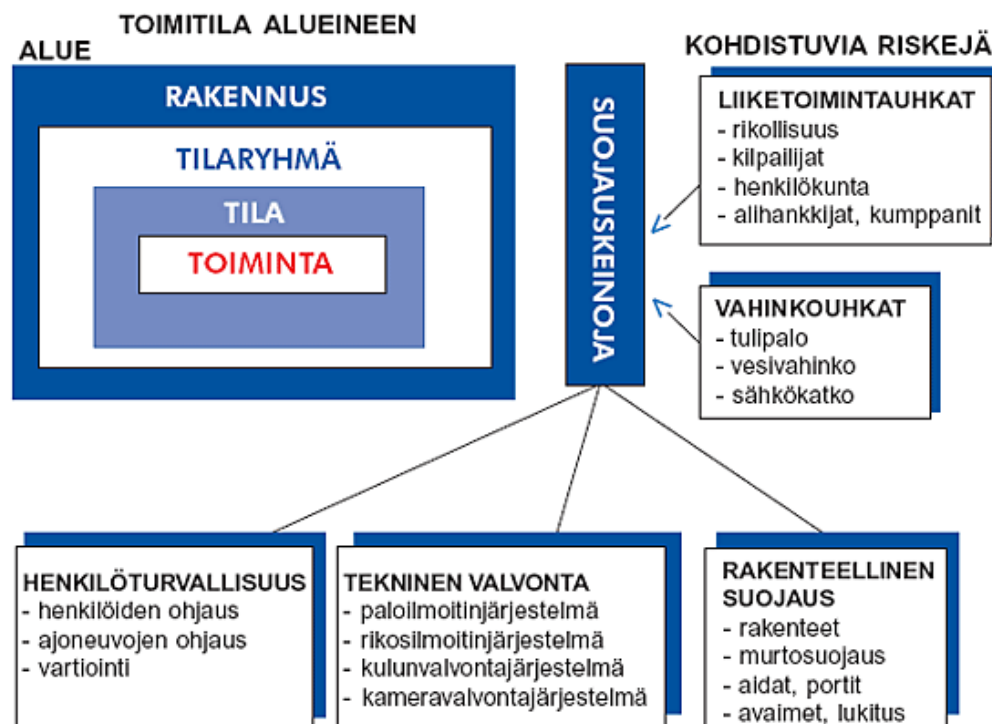 TOIMITILA ALUEINEEN
ALUE
RAKENNUS
TILARYHMÄ
TILA
TOIMINTA
SUOJAUSKEINOJA
KOHDISTUVIA RISKEJÄ
LIIKETOIMINTAUHKAT
- rikollisuus
- kilpailijat
- henkilökunta
- alihankkijat, kumppanit
VAHINKOUHKAT
- tulipalo
- vesivahinko
- sähkökatko
HENKILÖTURVALLISUUS
- henkilöiden ohjaus
- ajoneuvojen ohjaus
- vartiointi
TEKNINEN VALVONTA
- paloilmoitinjärjestelmä
- rikosilmoitinjärjestelmä
- kulunvalvontajärjestelmä
- kameravalvontajärjestelmä
RAKENTEELLINEN
SUOJAUS
- rakenteet
- murtosuojaus
- aidat, portit
- avaimet, lukitus